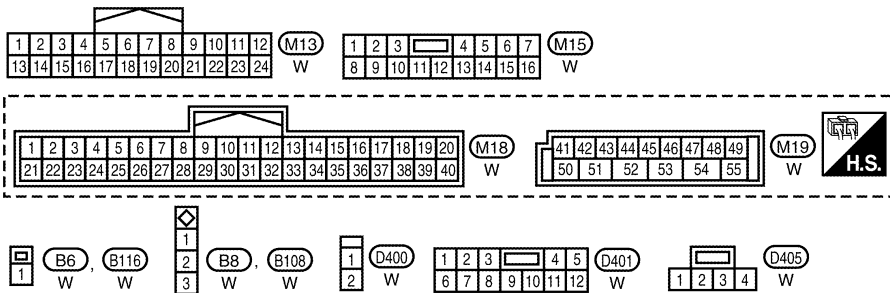 1 2 3 4 5 6 7 8 9 10 11 12 M13
13 14 15 16 17 18 19 20 21 22 23 24 W
1 2 3 4 5 6 7 M15
8 9 10 11 12 13 14 15 16 W
1 2 3 4 5 6 7 8 9 10 11 12 13 14 15 16 17 18 19 20 M18
21 22 23 24 25 26 27 28 29 30 31 32 33 34 35 36 37 38 39 40 W
41 42 43 44 45 46 47 48 49 M19
50 51 52 53 54 55 W
H.S.
1 B6 , B116
W W
1 2 3 B8 , B108
W W
1 2 D400
W
1 2 3 4 5 D401
6 7 8 9 10 11 12 W
1 2 3 4 D405
W